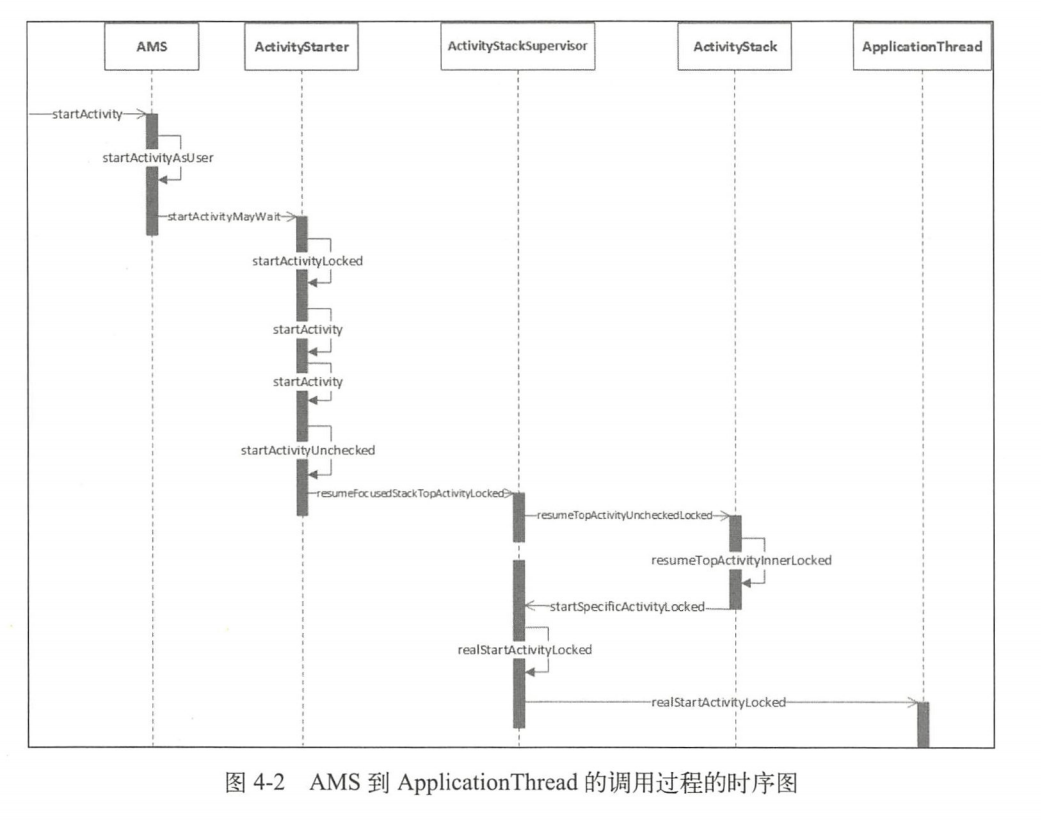 AMS
ActivityStarter
ActivityStackSupervisor
ActivityStack
ApplicationThread
startActivity
startActivityAsUser
startActivityMayWait
startActivityLocked
startActivity
startActivity
startActivityUnchecked
resumeFocusedStackTopActivityLocked
resumeTopActivityUncheckedLocked
resumeTopActivityInnerLocked
startSpecificActivityLocked
realStartActivityLocked
realStartActivityLocked
图 4-2 AMS 到 ApplicationThread 的调用过程的时序图